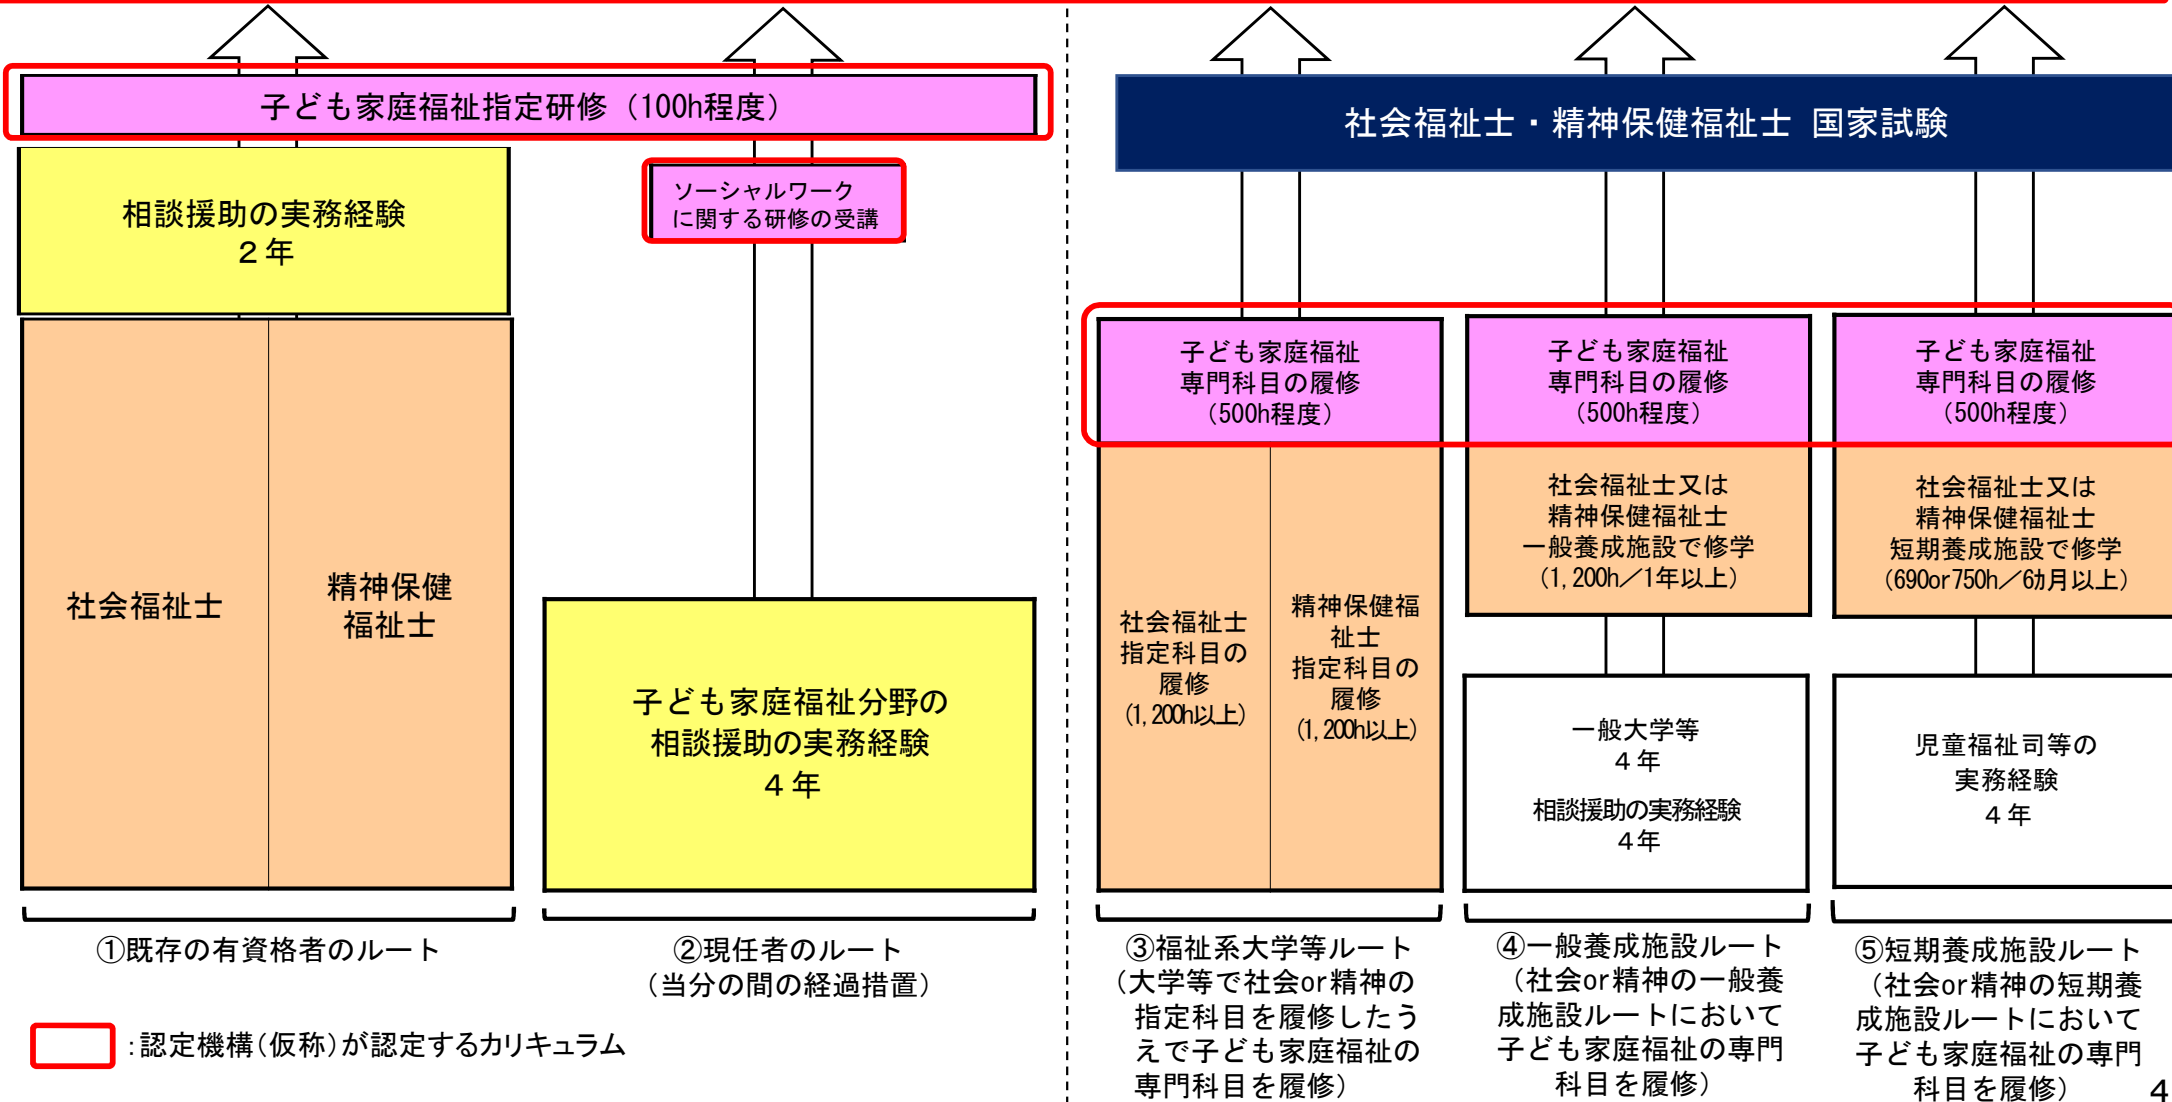 子ども家庭福祉指定研修（100h程度）
相談援助の実務経験
２年
社会福祉士
精神保健
福祉士
①既存の有資格者のルート
ソーシャルワーク
に関する研修の受講
子ども家庭福祉分野の
相談援助の実務経験
４年
②現任者のルート
（当分の間の経過措置）
：認定機構（仮称）が認定するカリキュラム
社会福祉士・精神保健福祉士 国家試験
子ども家庭福祉
専門科目の履修
（500h程度）
社会福祉士
指定科目の
履修
（1,200h以上）
精神保健福
祉士
指定科目の
履修
（1,200h以上）
③福祉系大学等ルート
（大学等で社会or精神の
指定科目を履修したう
えで子ども家庭福祉の
専門科目を履修）
子ども家庭福祉
専門科目の履修
（500h程度）
社会福祉士又は
精神保健福祉士
一般養成施設で修学
（1,200h／1年以上）
一般大学等
４年
相談援助の実務経験
４年
④一般養成施設ルート
（社会or精神の一般養
成施設ルートにおいて
子ども家庭福祉の専門
科目を履修）
子ども家庭福祉
専門科目の履修
（500h程度）
社会福祉士又は
精神保健福祉士
短期養成施設で修学
（690or750h／6ｶ月以上）
児童福祉司等の
実務経験
４年
⑤短期養成施設ルート
（社会or精神の短期養
成施設ルートにおいて
子ども家庭福祉の専門
科目を履修）
4